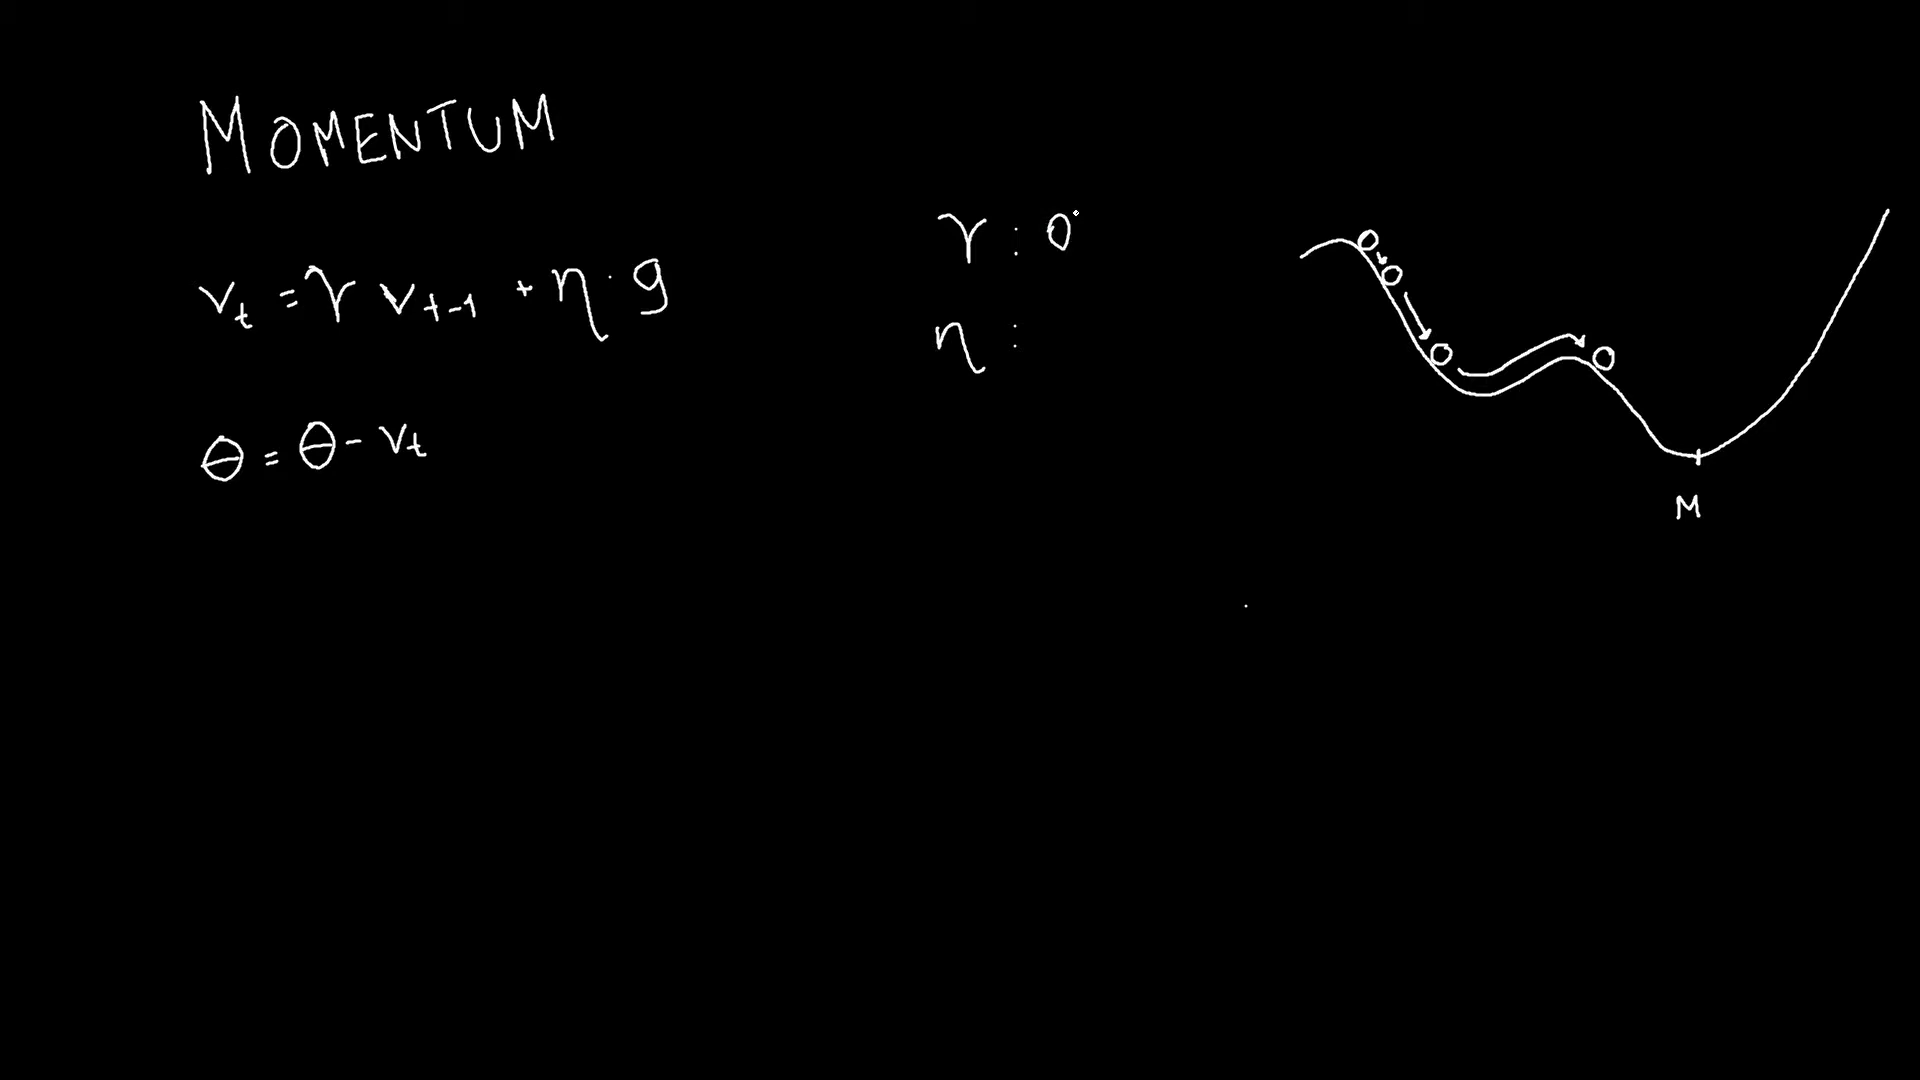 MOMENTUM
γ : 0
v_t = γ v_{t-1} + η · g
η :
θ = θ - v_t
M